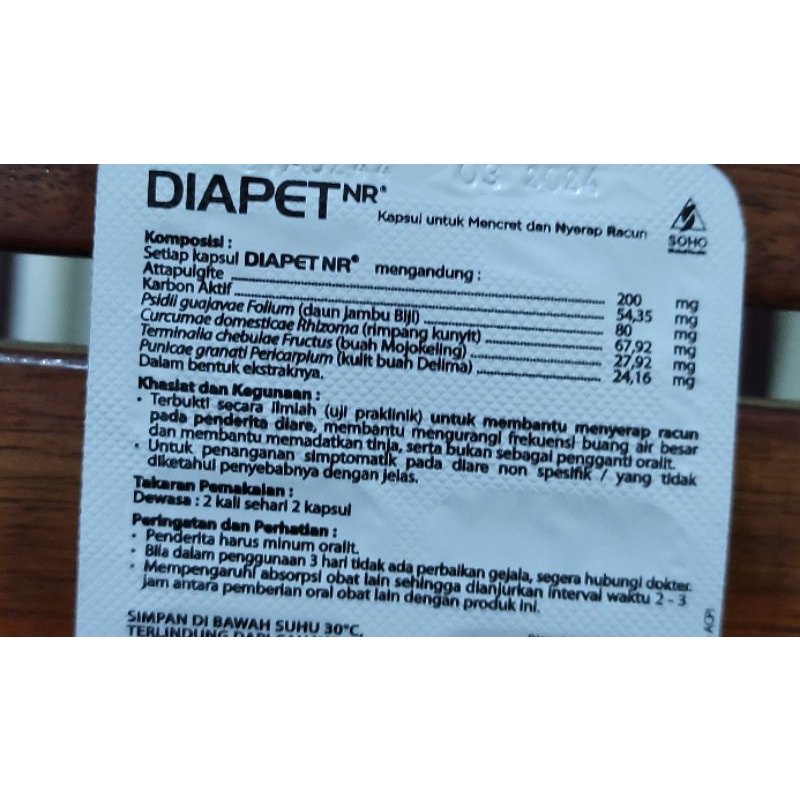 03 2024
DIAPET NR®
Kapsul untuk Mencret dan Nyerap Racun
SOHO
Komposisi :
Setiap kapsul DIAPET NR® mengandung :
Attapulgite 200 mg
Karbon Aktif 54,35 mg
Psidii guajavae Folium (daun Jambu Biji) 80 mg
Curcumae domesticae Rhizoma (rimpang kunyit) 67,92 mg
Terminalia chebulae Fructus (buah Mojokeling) 27,92 mg
Punicae granati Pericarpium (kulit buah Delima) 24,16 mg
Dalam bentuk ekstraknya.
Khasiat dan Kegunaan :
• Terbukti secara ilmiah (uji praklinik) untuk membantu menyerap racun
pada penderita diare, membantu mengurangi frekuensi buang air besar
dan membantu memadatkan tinja, serta bukan sebagai pengganti oralit.
• Untuk penanganan simptomatik pada diare non spesifik / yang tidak
diketahui penyebabnya dengan jelas.
Takaran Pemakaian :
Dewasa : 2 kali sehari 2 kapsul
Peringatan dan Perhatian :
• Penderita harus minum oralit.
• Bila dalam penggunaan 3 hari tidak ada perbaikan gejala, segera hubungi dokter.
• Mempengaruhi absorpsi obat lain sehingga dianjurkan interval waktu 2 - 3
jam antara pemberian oral obat lain dengan produk ini.
SIMPAN DI BAWAH SUHU 30°C,
TERLINDUNG DARI